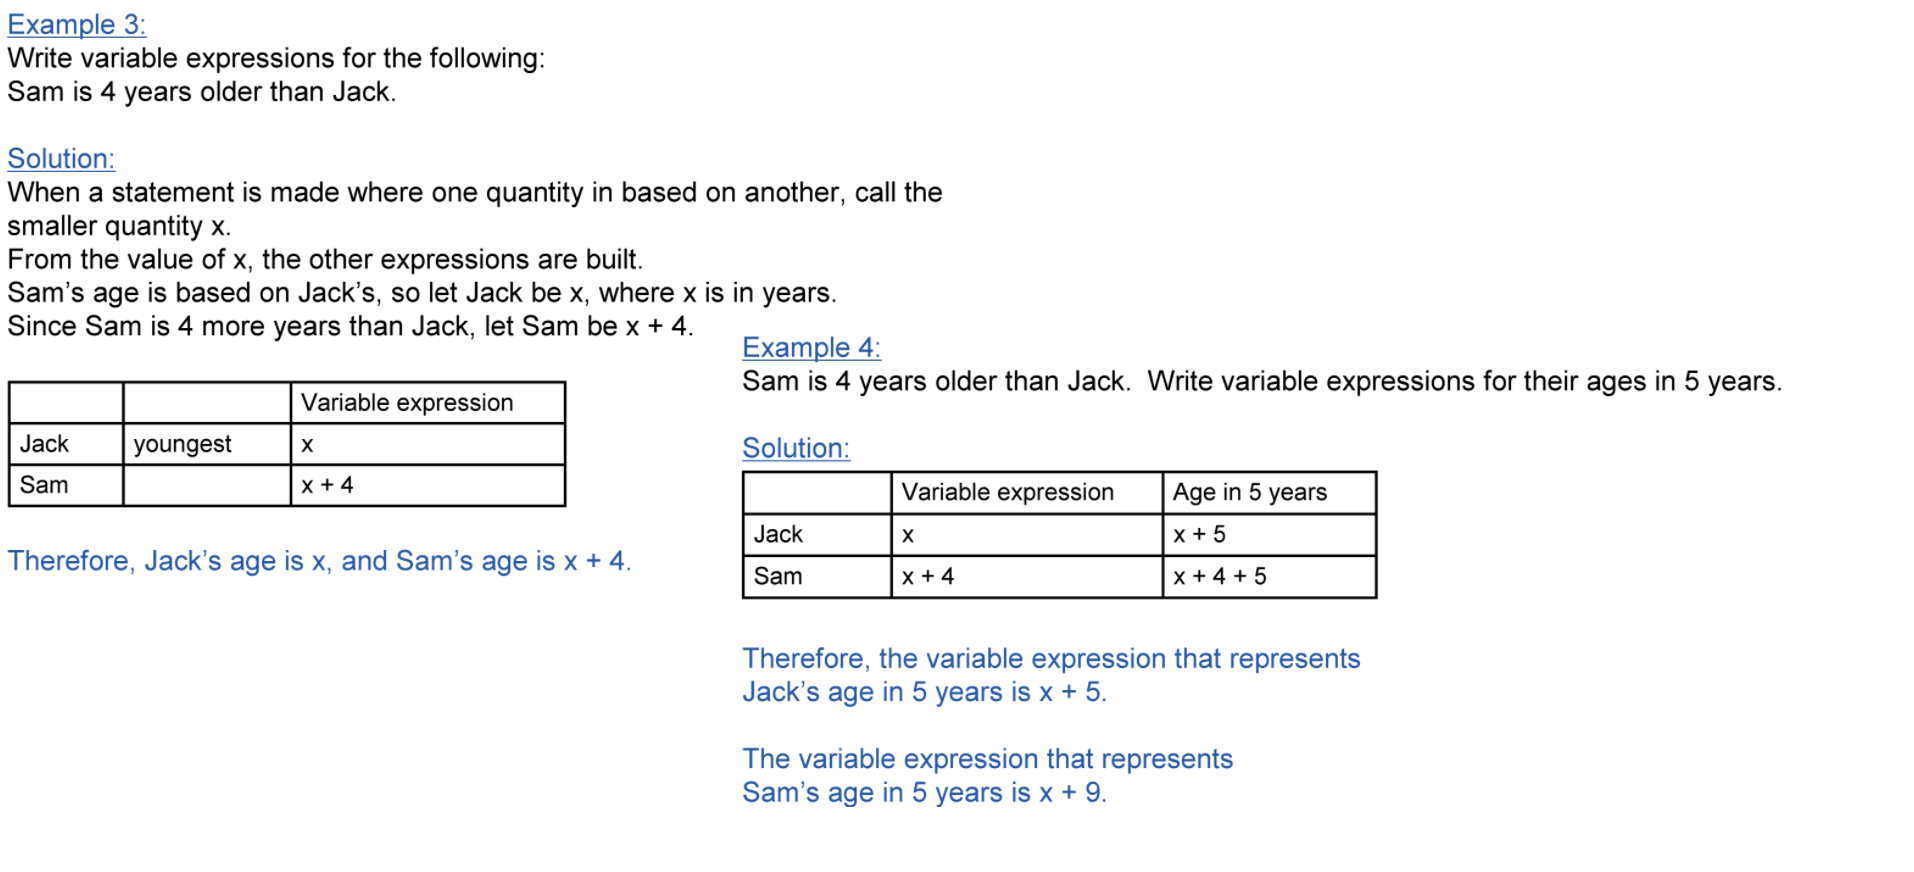 Example 3:
Write variable expressions for the following:
Sam is 4 years older than Jack.
Solution:
When a statement is made where one quantity in based on another, call the
smaller quantity x.
From the value of x, the other expressions are built.
Sam’s age is based on Jack’s, so let Jack be x, where x is in years.
Since Sam is 4 more years than Jack, let Sam be x + 4.
Variable expression
Jack youngest x
Sam x + 4
Therefore, Jack’s age is x, and Sam’s age is x + 4.
Example 4:
Sam is 4 years older than Jack.  Write variable expressions for their ages in 5 years.
Solution:
Variable expression Age in 5 years
Jack x x + 5
Sam x + 4 x + 4 + 5
Therefore, the variable expression that represents
Jack’s age in 5 years is x + 5.
The variable expression that represents
Sam’s age in 5 years is x + 9.